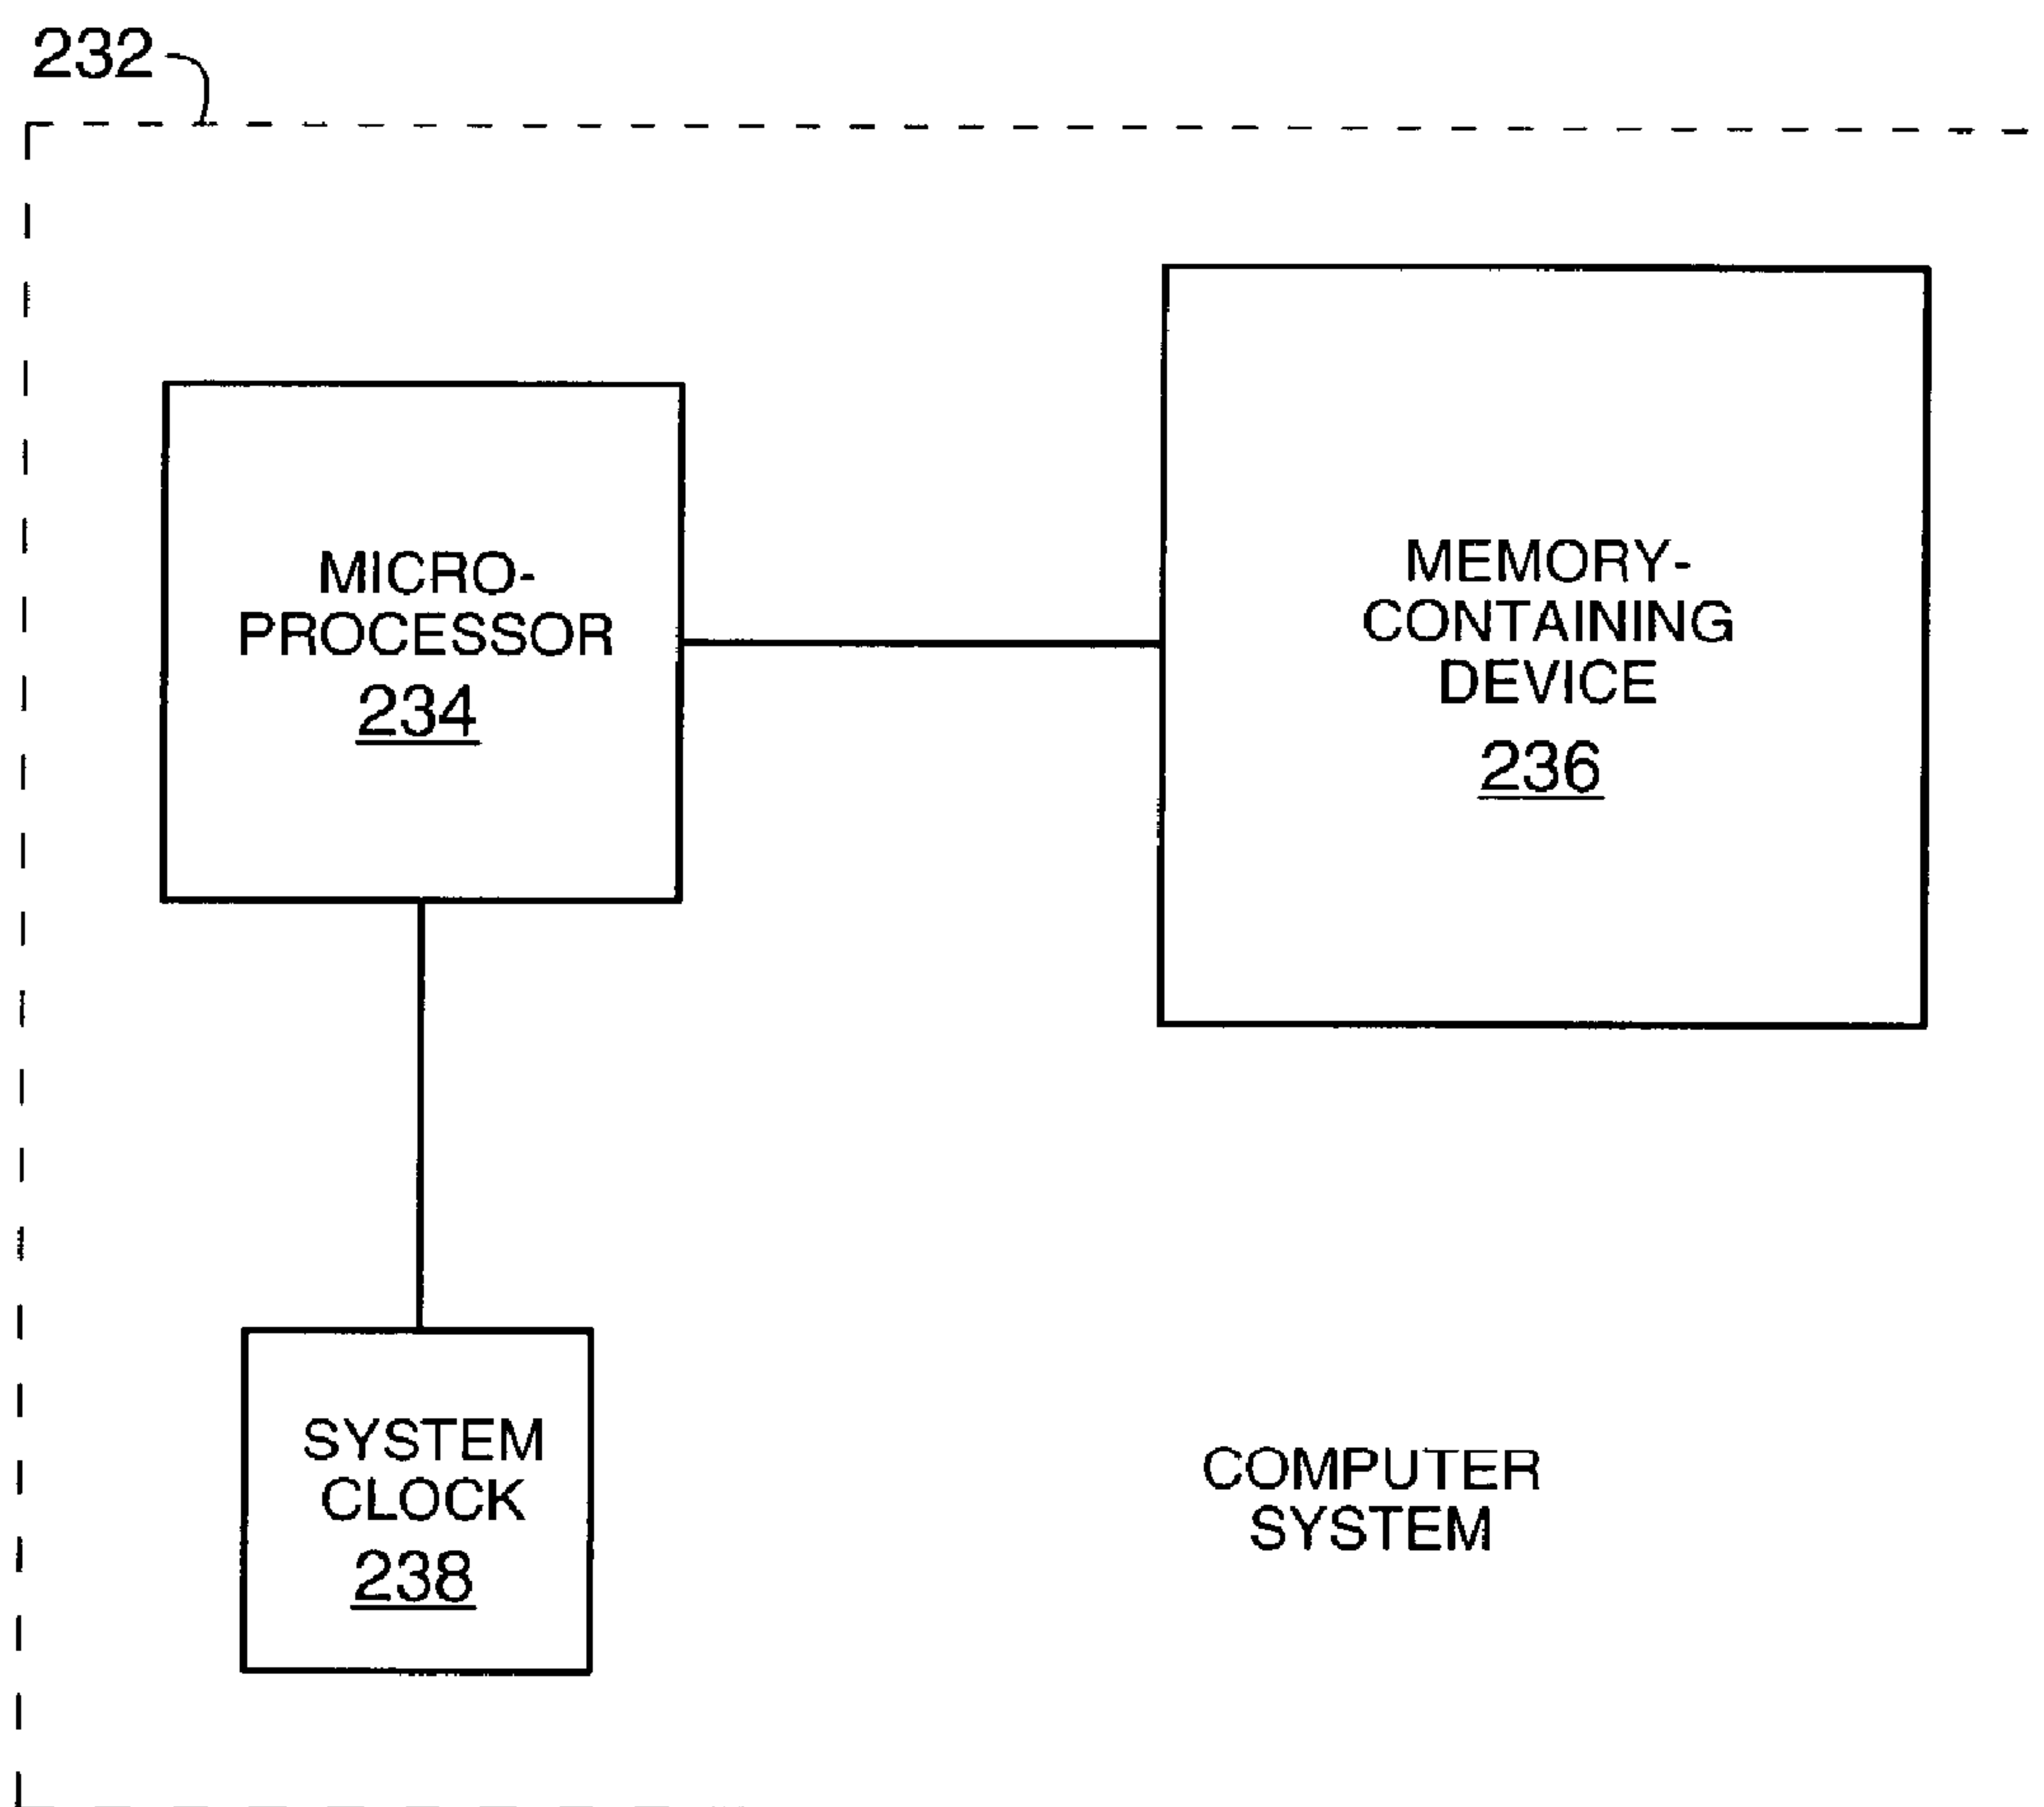 232
MICRO-
PROCESSOR
234
MEMORY-
CONTAINING
DEVICE
236
SYSTEM
CLOCK
238
COMPUTER
SYSTEM